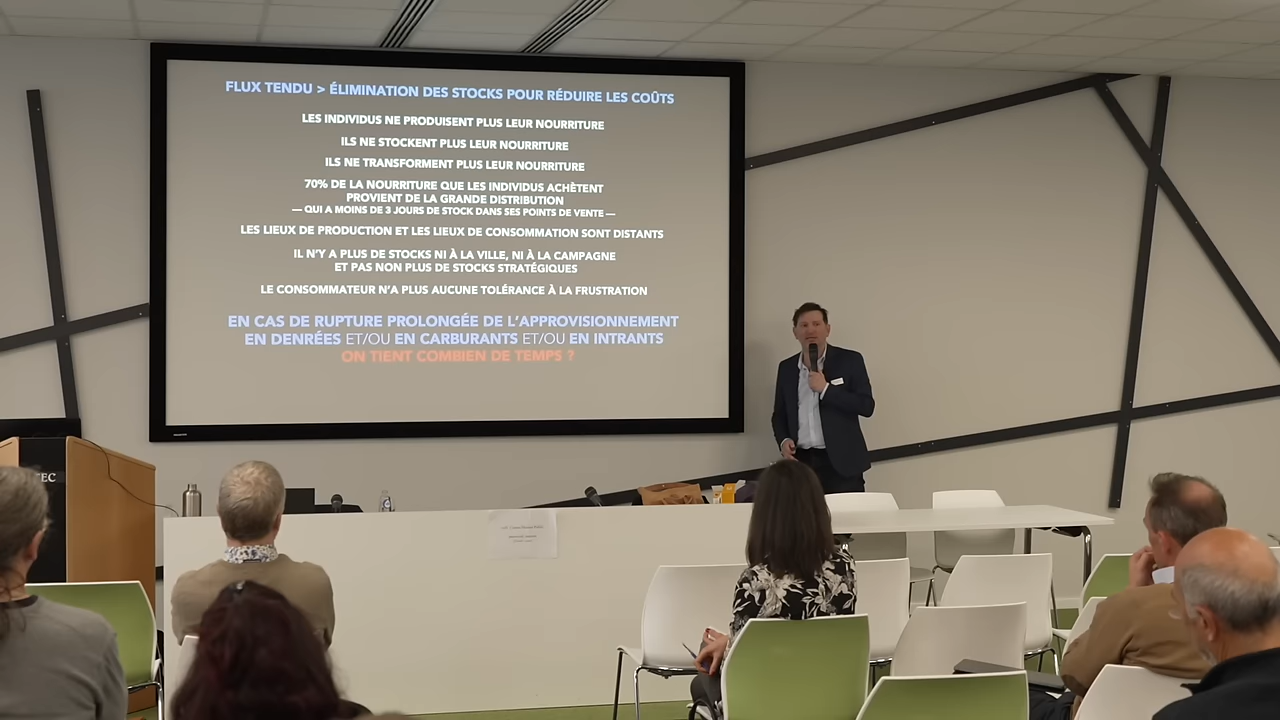 FLUX TENDU > ÉLIMINATION DES STOCKS POUR RÉDUIRE LES COÛTS
LES INDIVIDUS NE PRODUISENT PLUS LEUR NOURRITURE
ILS NE STOCKENT PLUS LEUR NOURRITURE
ILS NE TRANSFORMENT PLUS LEUR NOURRITURE
70% DE LA NOURRITURE QUE LES INDIVIDUS ACHÈTENT
PROVIENT DE LA GRANDE DISTRIBUTION
— QUI A MOINS DE 3 JOURS DE STOCK DANS SES POINTS DE VENTE —
LES LIEUX DE PRODUCTION ET LES LIEUX DE CONSOMMATION SONT DISTANTS
IL N'Y A PLUS DE STOCKS NI À LA VILLE, NI À LA CAMPAGNE
ET PAS NON PLUS DE STOCKS STRATÉGIQUES
LE CONSOMMATEUR N'A PLUS AUCUNE TOLÉRANCE À LA FRUSTRATION
EN CAS DE RUPTURE PROLONGÉE DE L'APPROVISIONNEMENT
EN DENRÉES ET/OU EN CARBURANTS ET/OU EN INTRANTS
ON TIENT COMBIEN DE TEMPS ?